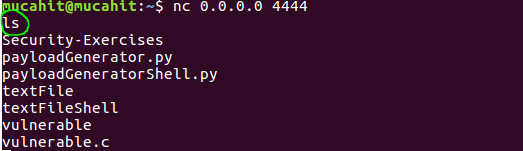 mucahit@mucahit:~$ nc 0.0.0.0 4444
ls
Security-Exercises
payloadGenerator.py
payloadGeneratorShell.py
textFile
textFileShell
vulnerable
vulnerable.c